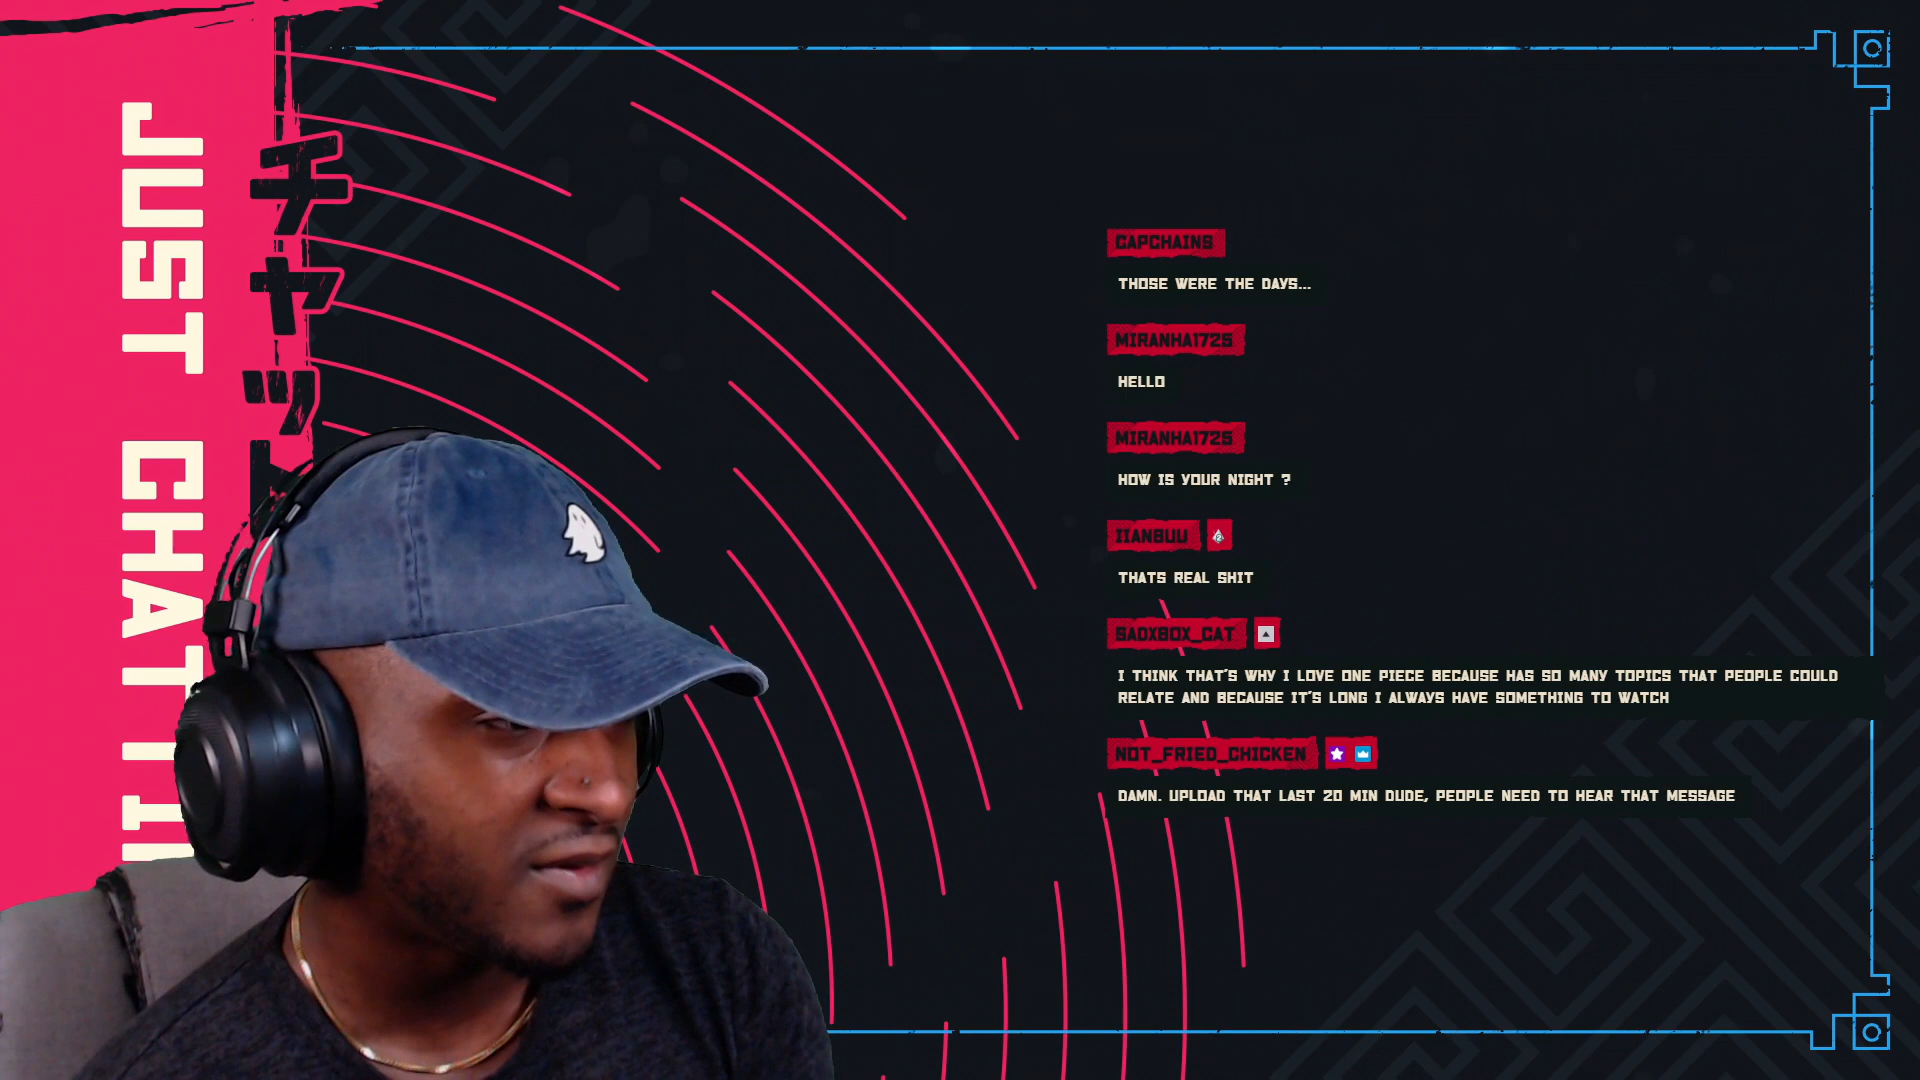 JUST CHATTIN
チャット
CAPCHAINS
THOSE WERE THE DAYS...
MIRANHA1725
HELLO
MIRANHA1725
HOW IS YOUR NIGHT ?
IIANBUU
THATS REAL SHIT
SADXBOX_CAT
I THINK THAT'S WHY I LOVE ONE PIECE BECAUSE HAS SO MANY TOPICS THAT PEOPLE COULD
RELATE AND BECAUSE IT'S LONG I ALWAYS HAVE SOMETHING TO WATCH
NOT_FRIED_CHICKEN
DAMN. UPLOAD THAT LAST 20 MIN DUDE, PEOPLE NEED TO HEAR THAT MESSAGE